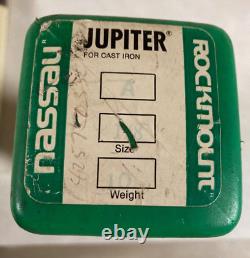 JUPITER®
FOR CAST IRON
nassau
ROCKMOUNT
A
Size
Weight